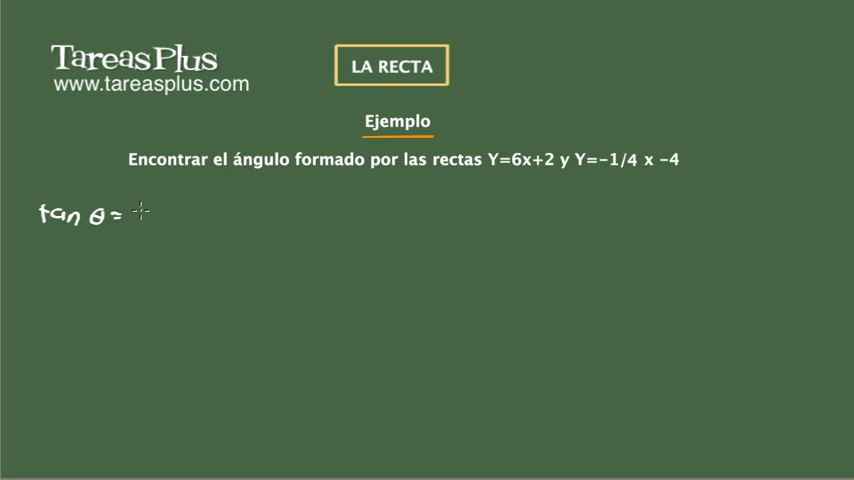 TareasPlus
www.tareasplus.com
LA RECTA
Ejemplo
Encontrar el ángulo formado por las rectas Y=6x+2 y Y=-1/4 x -4
tan θ =